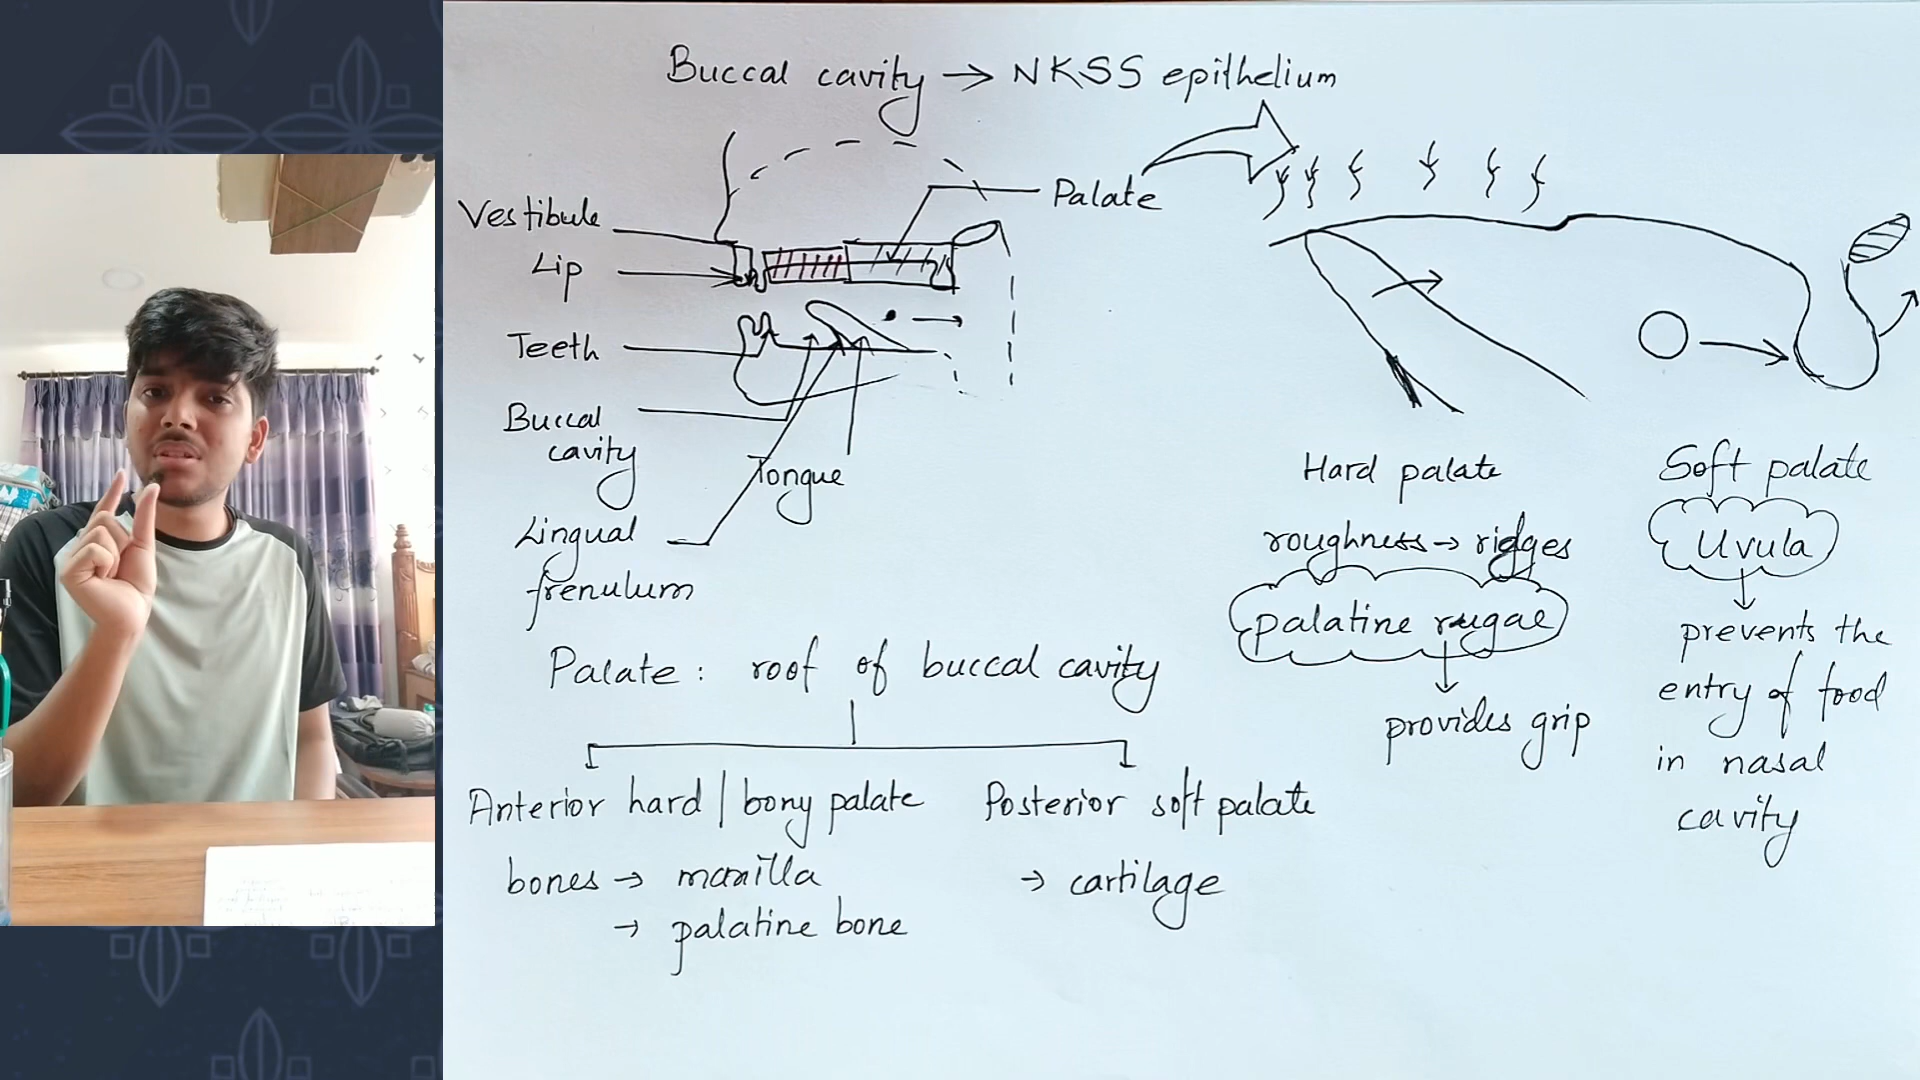 Buccal cavity → NKSS epithelium
Vestibule
Lip
Teeth
Buccal
cavity
Tongue
Lingual
frenulum
Palate
Palate : roof of buccal cavity
Anterior hard / bony palate
bones → maxilla
→ palatine bone
Posterior soft palate
→ cartilage
Hard palate
roughness → ridges
palatine rugae
provides grip
Soft palate
Uvula
prevents the
entry of food
in nasal
cavity